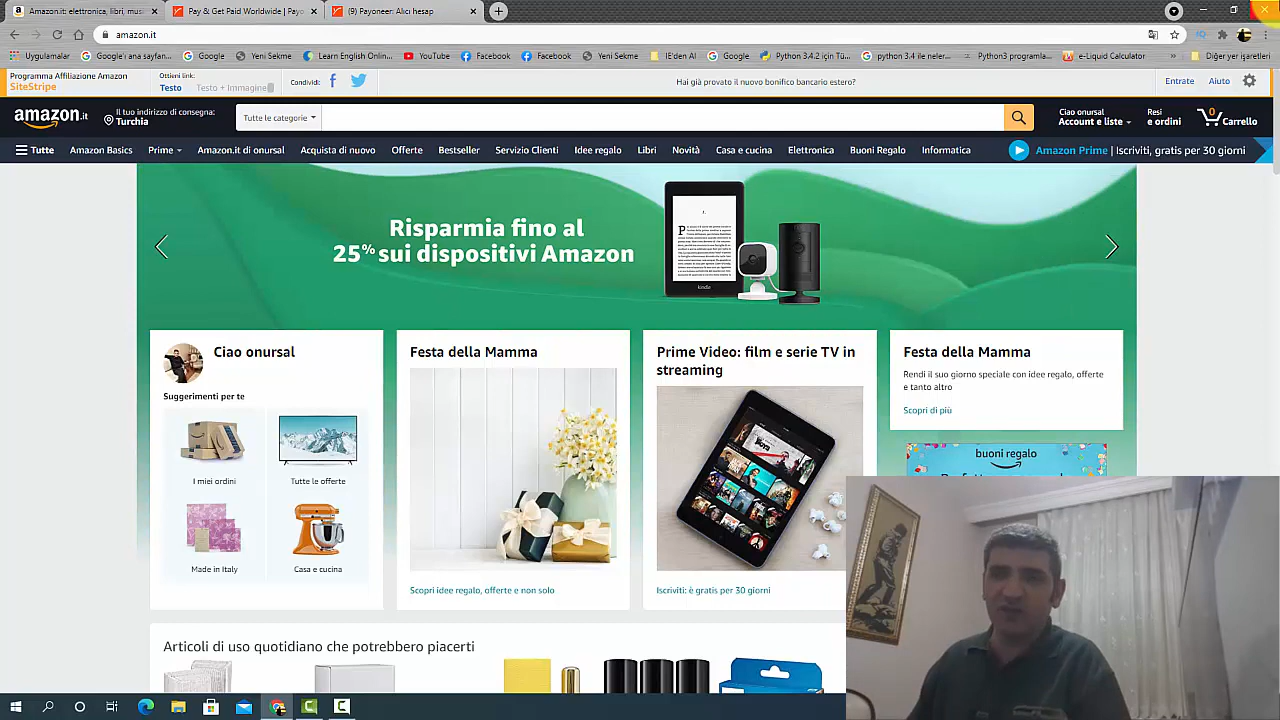 Amazon.it: elettronica, libri, musi
Pay & Get Paid Worldwide | Payo
(3) Payoneer: Alıcı hesap
amazon.it
Uygulamalar
Google'ı ana sayfan...
Google
Yeni Sekme
Learn English Onlin...
YouTube
Facebook
Facebook
Yeni Sekme
IE'den Al
Google
Python 3.4.2 için Tü...
python 3.4 ile neler...
Python3 programla...
e-Liquid Calculator
Diğer yer işaretleri
Programma Affiliazione Amazon
SiteStripe
Ottieni link:
Testo
Testo + Immagine
Condividi:
Hai già provato il nuovo bonifico bancario estero?
Entrate
Aiuto
amazon.it
Il tuo indirizzo di consegna:
Turchia
Tutte le categorie
Ciao onursal
Account e liste
Resi
e ordini
0
Carrello
Tutte
Amazon Basics
Prime
Amazon.it di onursal
Acquista di nuovo
Offerte
Bestseller
Servizio Clienti
Idee regalo
Libri
Novità
Casa e cucina
Elettronica
Buoni Regalo
Informatica
Amazon Prime | Iscriviti, gratis per 30 giorni
Risparmia fino al
25% sui dispositivi Amazon
kindle
Ciao onursal
Suggerimenti per te
I miei ordini
Tutte le offerte
Made in Italy
Casa e cucina
Festa della Mamma
Scopri idee regalo, offerte e non solo
Prime Video: film e serie TV in
streaming
Iscriviti: è gratis per 30 giorni
Festa della Mamma
Rendi il suo giorno speciale con idee regalo, offerte
e tanto altro
Scopri di più
buoni regalo
Articoli di uso quotidiano che potrebbero piacerti